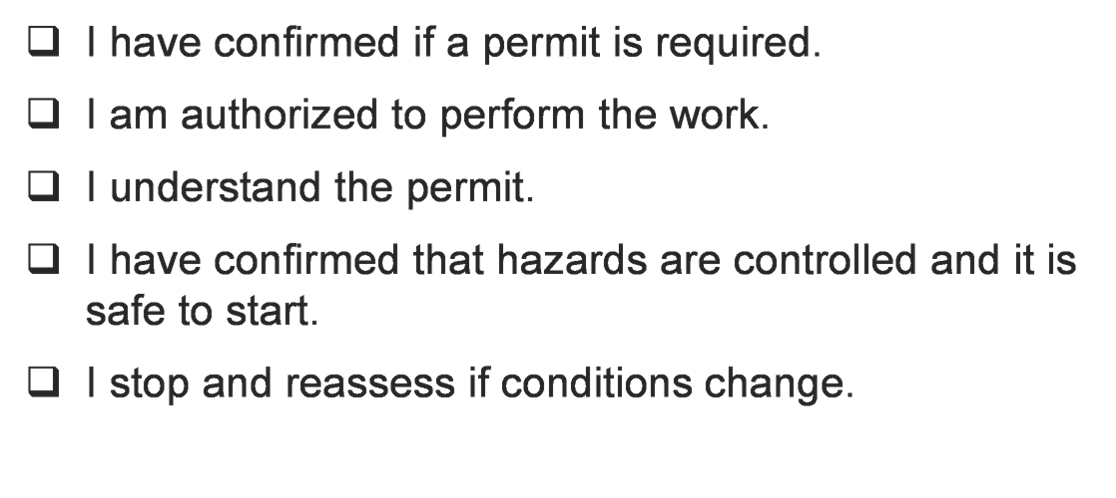 ❑ I have confirmed if a permit is required.
❑ I am authorized to perform the work.
❑ I understand the permit.
❑ I have confirmed that hazards are controlled and it is
safe to start.
❑ I stop and reassess if conditions change.